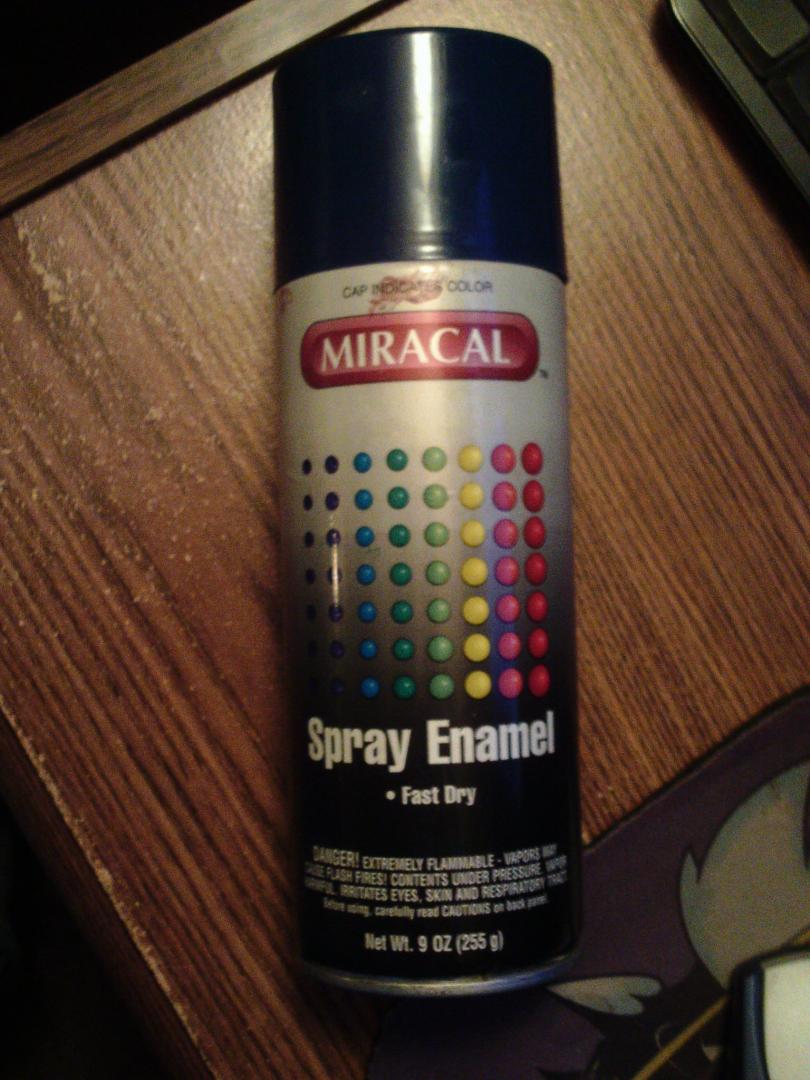 CAP INDICATES COLOR
MIRACAL™
Spray Enamel
• Fast Dry
DANGER! EXTREMELY FLAMMABLE - VAPORS MAY
CAUSE FLASH FIRES! CONTENTS UNDER PRESSURE. VAPOR
HARMFUL. IRRITATES EYES, SKIN AND RESPIRATORY TRACT.
Before using, carefully read CAUTIONS on back panel.
Net Wt. 9 OZ (255 g)